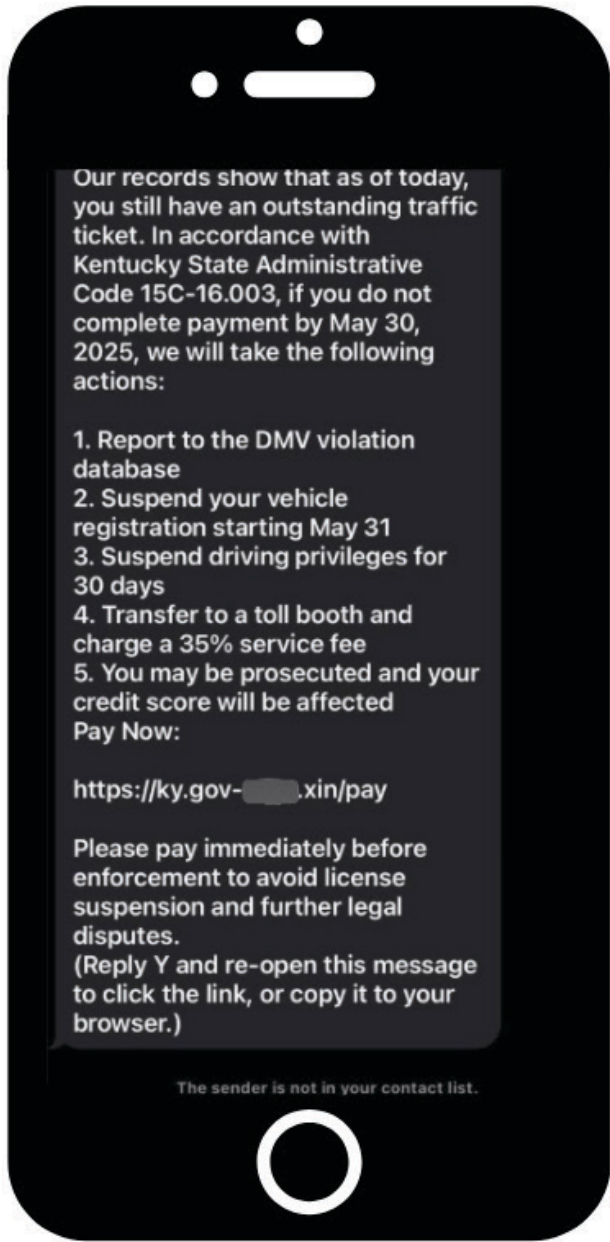 Our records show that as of today,
you still have an outstanding traffic
ticket. In accordance with
Kentucky State Administrative
Code 15C-16.003, if you do not
complete payment by May 30,
2025, we will take the following
actions:
1. Report to the DMV violation
database
2. Suspend your vehicle
registration starting May 31
3. Suspend driving privileges for
30 days
4. Transfer to a toll booth and
charge a 35% service fee
5. You may be prosecuted and your
credit score will be affected
Pay Now:
https://ky.gov- .xin/pay
Please pay immediately before
enforcement to avoid license
suspension and further legal
disputes.
(Reply Y and re-open this message
to click the link, or copy it to your
browser.)
The sender is not in your contact list.